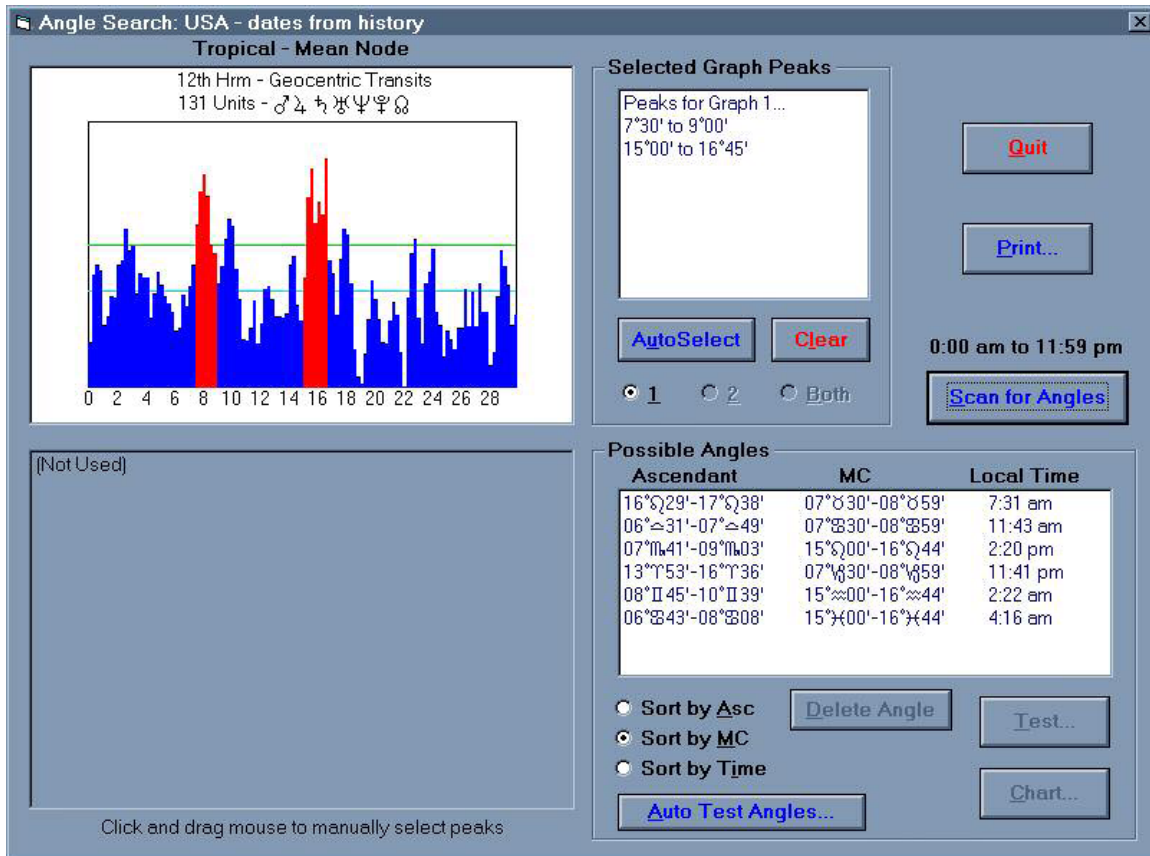 Angle Search: USA - dates from history
Tropical - Mean Node
12th Hrm - Geocentric Transits
131 Units - ♂♃♄♅♆♇☊
0 2 4 6 8 10 12 14 16 18 20 22 24 26 28
(Not Used)
Click and drag mouse to manually select peaks
Selected Graph Peaks
Peaks for Graph 1...
7°30' to 9°00'
15°00' to 16°45'
AutoSelect
Clear
1 2 Both
Quit
Print...
0:00 am to 11:59 pm
Scan for Angles
Possible Angles
Ascendant MC Local Time
16°♌29'-17°♌38' 07°♉30'-08°♉59' 7:31 am
06°♎31'-07°♎49' 07°♋30'-08°♋59' 11:43 am
07°♏41'-09°♏03' 15°♌00'-16°♌44' 2:20 pm
13°♈53'-16°♈36' 07°♑30'-08°♑59' 11:41 pm
08°♊45'-10°♊39' 15°♒00'-16°♒44' 2:22 am
06°♋43'-08°♋08' 15°♓00'-16°♓44' 4:16 am
Sort by Asc
Sort by MC
Sort by Time
Delete Angle
Test...
Chart...
Auto Test Angles...